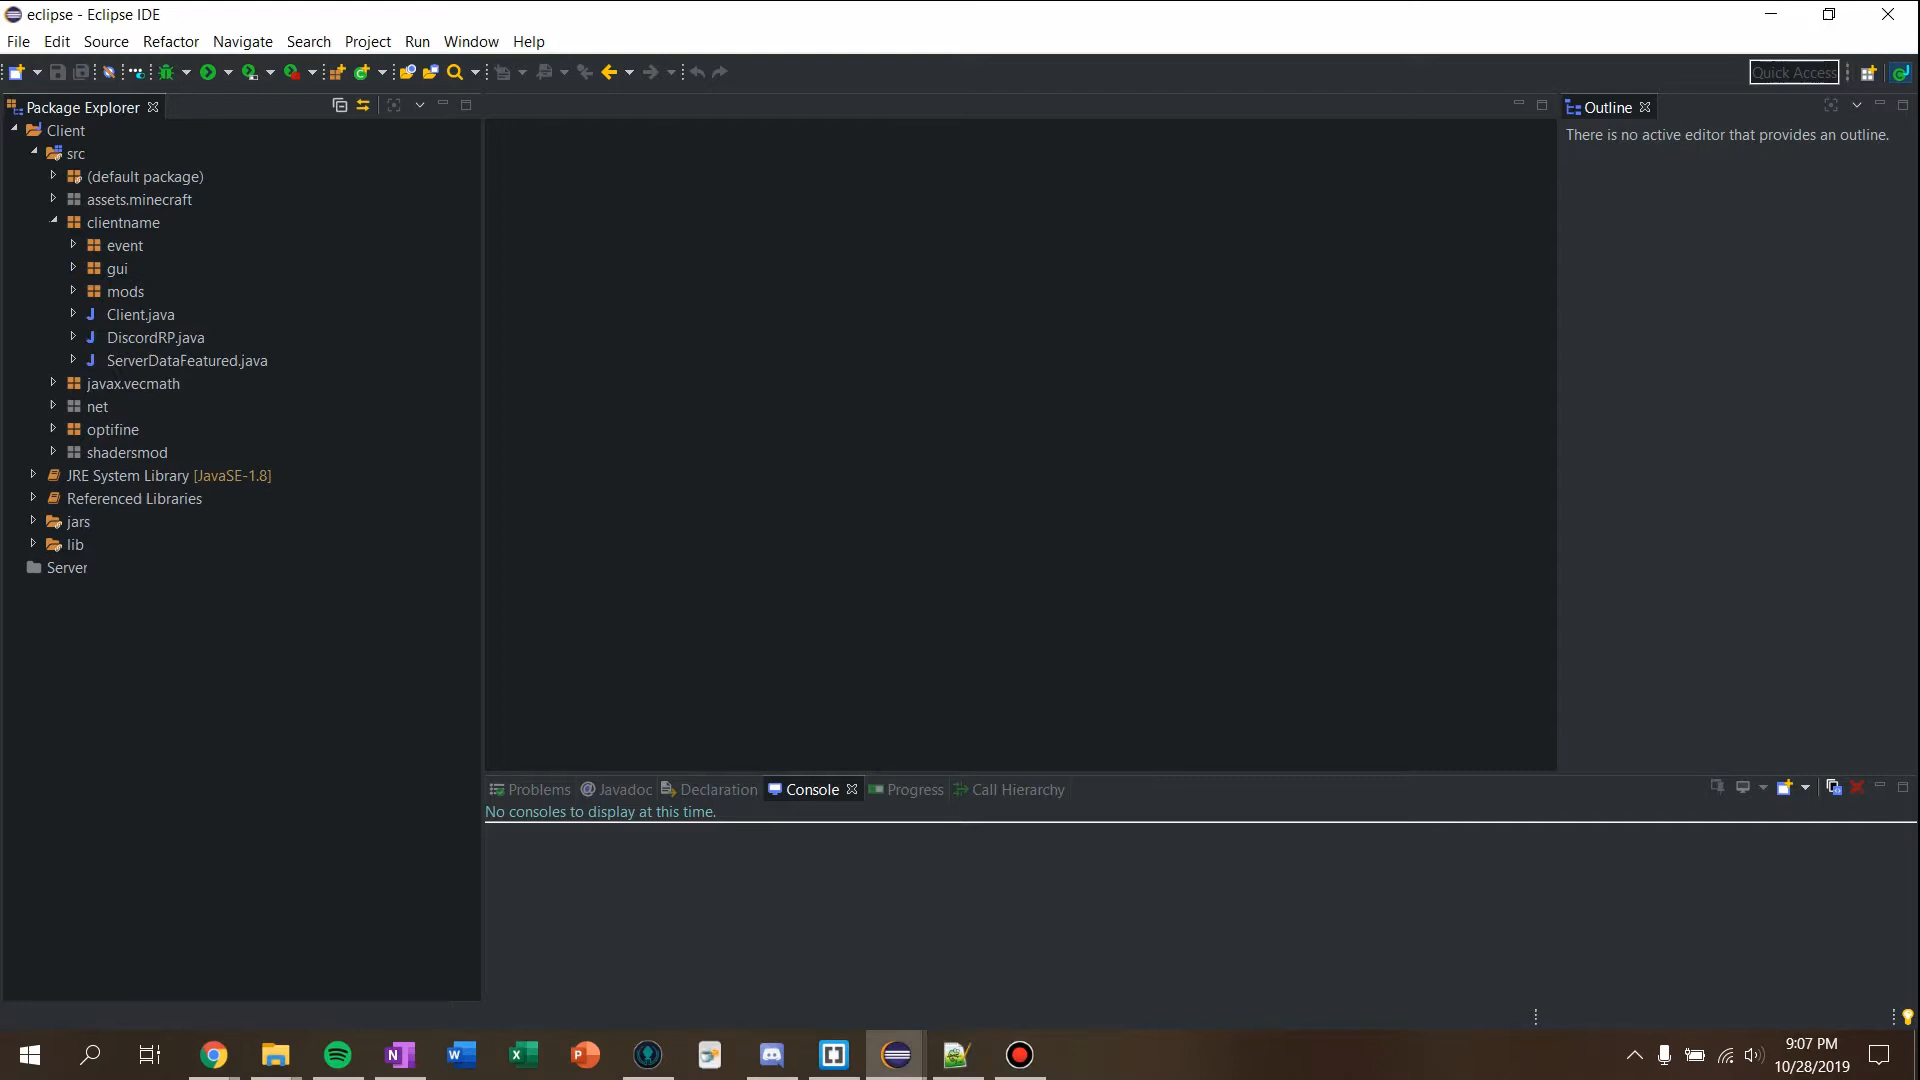 eclipse - Eclipse IDE
File Edit Source Refactor Navigate Search Project Run Window Help
Quick Access
Package Explorer
Outline
Client
There is no active editor that provides an outline.
src
(default package)
assets.minecraft
clientname
event
gui
mods
Client.java
DiscordRP.java
ServerDataFeatured.java
javax.vecmath
net
optifine
shadersmod
JRE System Library [JavaSE-1.8]
Referenced Libraries
jars
lib
Server
Problems @ Javadoc Declaration Console Progress Call Hierarchy
No consoles to display at this time.
9:07 PM
10/28/2019